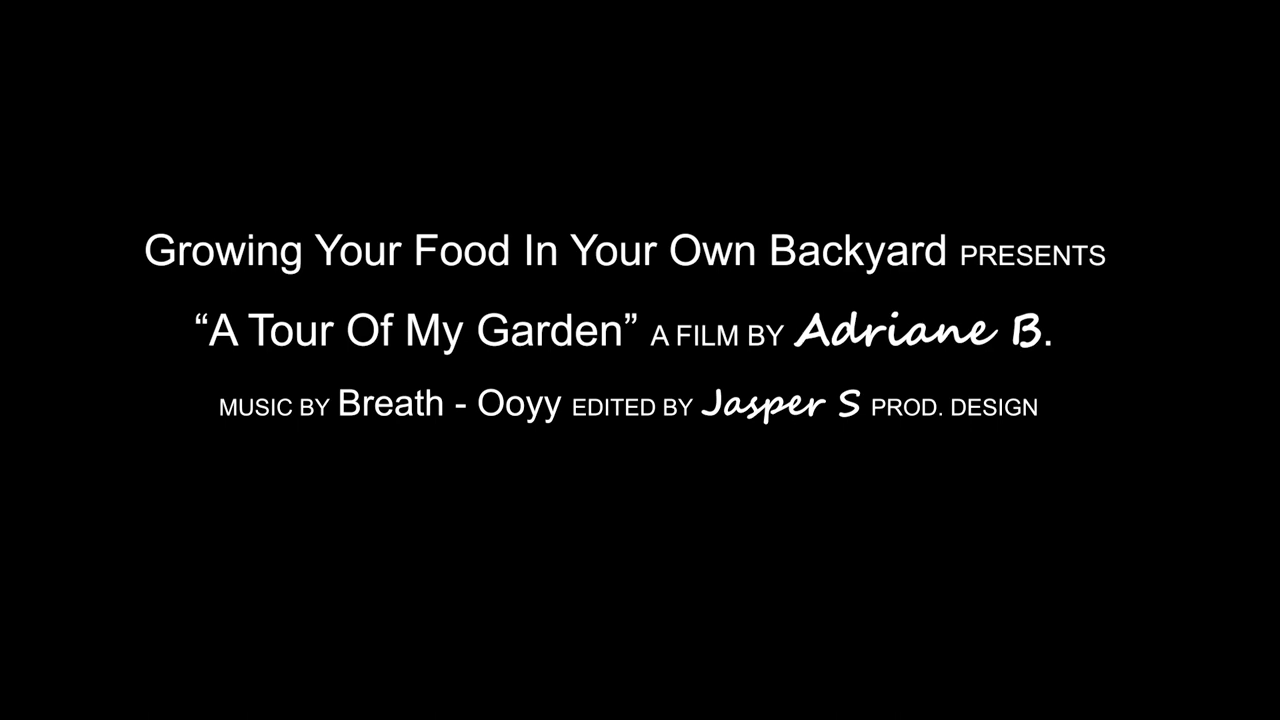 Growing Your Food In Your Own Backyard PRESENTS
“A Tour Of My Garden” A FILM BY Adriane B.
MUSIC BY Breath - Ooyy EDITED BY Jasper S PROD. DESIGN